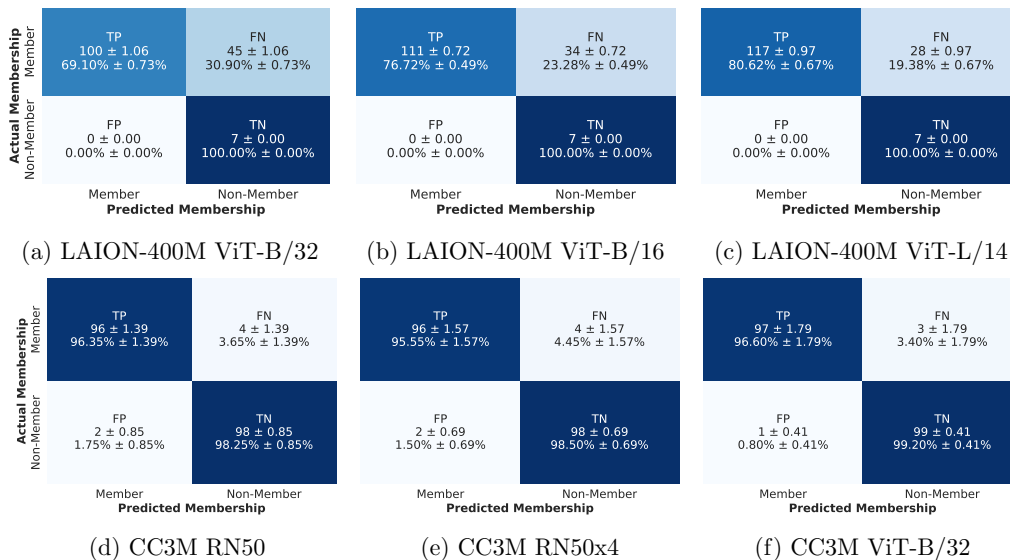 Actual Membership
Member
Non-Member
TP
100 ± 1.06
69.10% ± 0.73%
FN
45 ± 1.06
30.90% ± 0.73%
FP
0 ± 0.00
0.00% ± 0.00%
TN
7 ± 0.00
100.00% ± 0.00%
Member
Non-Member
Predicted Membership
(a) LAION-400M ViT-B/32
TP
111 ± 0.72
76.72% ± 0.49%
FN
34 ± 0.72
23.28% ± 0.49%
FP
0 ± 0.00
0.00% ± 0.00%
TN
7 ± 0.00
100.00% ± 0.00%
Member
Non-Member
Predicted Membership
(b) LAION-400M ViT-B/16
TP
117 ± 0.97
80.62% ± 0.67%
FN
28 ± 0.97
19.38% ± 0.67%
FP
0 ± 0.00
0.00% ± 0.00%
TN
7 ± 0.00
100.00% ± 0.00%
Member
Non-Member
Predicted Membership
(c) LAION-400M ViT-L/14
Actual Membership
Member
Non-Member
TP
96 ± 1.39
96.35% ± 1.39%
FN
4 ± 1.39
3.65% ± 1.39%
FP
2 ± 0.85
1.75% ± 0.85%
TN
98 ± 0.85
98.25% ± 0.85%
Member
Non-Member
Predicted Membership
(d) CC3M RN50
TP
96 ± 1.57
95.55% ± 1.57%
FN
4 ± 1.57
4.45% ± 1.57%
FP
2 ± 0.69
1.50% ± 0.69%
TN
98 ± 0.69
98.50% ± 0.69%
Member
Non-Member
Predicted Membership
(e) CC3M RN50x4
TP
97 ± 1.79
96.60% ± 1.79%
FN
3 ± 1.79
3.40% ± 1.79%
FP
1 ± 0.41
0.80% ± 0.41%
TN
99 ± 0.41
99.20% ± 0.41%
Member
Non-Member
Predicted Membership
(f) CC3M ViT-B/32